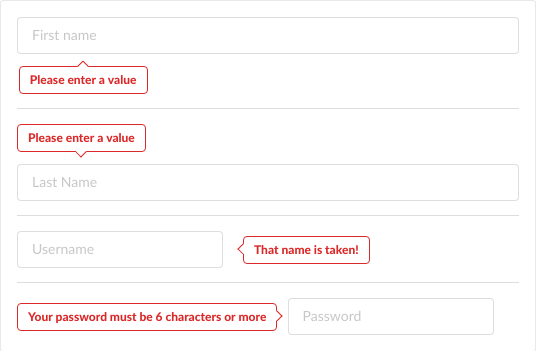 First name
Please enter a value
Please enter a value
Last Name
Username
That name is taken!
Your password must be 6 characters or more
Password